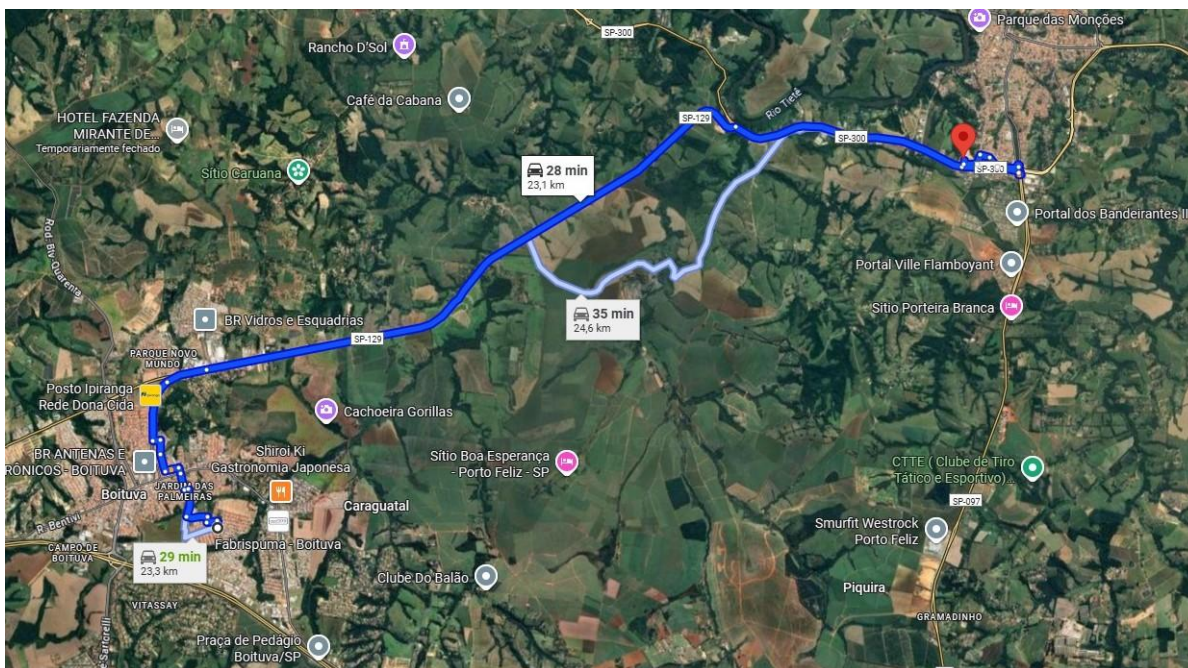 Parque das Monções
SP-300
Rancho D'Sol
Café da Cabana
Rio Tietê
HOTEL FAZENDA
MIRANTE DE...
Temporariamente fechado
SP-129
SP-300
Sítio Caruana
28 min
23,1 km
SP-300
Portal dos Bandeirantes II
Rod. Blv. Quarenta
Portal Ville Flamboyant
Sítio Porteira Branca
35 min
24,6 km
BR Vidros e Esquadrias
SP-129
PARQUE NOVO
MUNDO
Posto Ipiranga
Rede Dona Cida
Cachoeira Gorillas
BR ANTENAS E
RÔNICOS - BOITUVA
Shiroi Ki
Gastronomia Japonesa
Sítio Boa Esperança
- Porto Feliz - SP
CTTE ( Clube de Tiro
Tático e Esportivo)...
JARDIM DAS
PALMEIRAS
Boituva
Caraguatal
SP-097
R. Bentivi
Smurfit Westrock
Porto Feliz
Fabrispuma - Boituva
CAMPO DE
BOITUVA
29 min
23,3 km
Clube Do Balão
Piquira
VITASSAY
GRAMADINHO
Praça de Pedágio
Boituva/SP